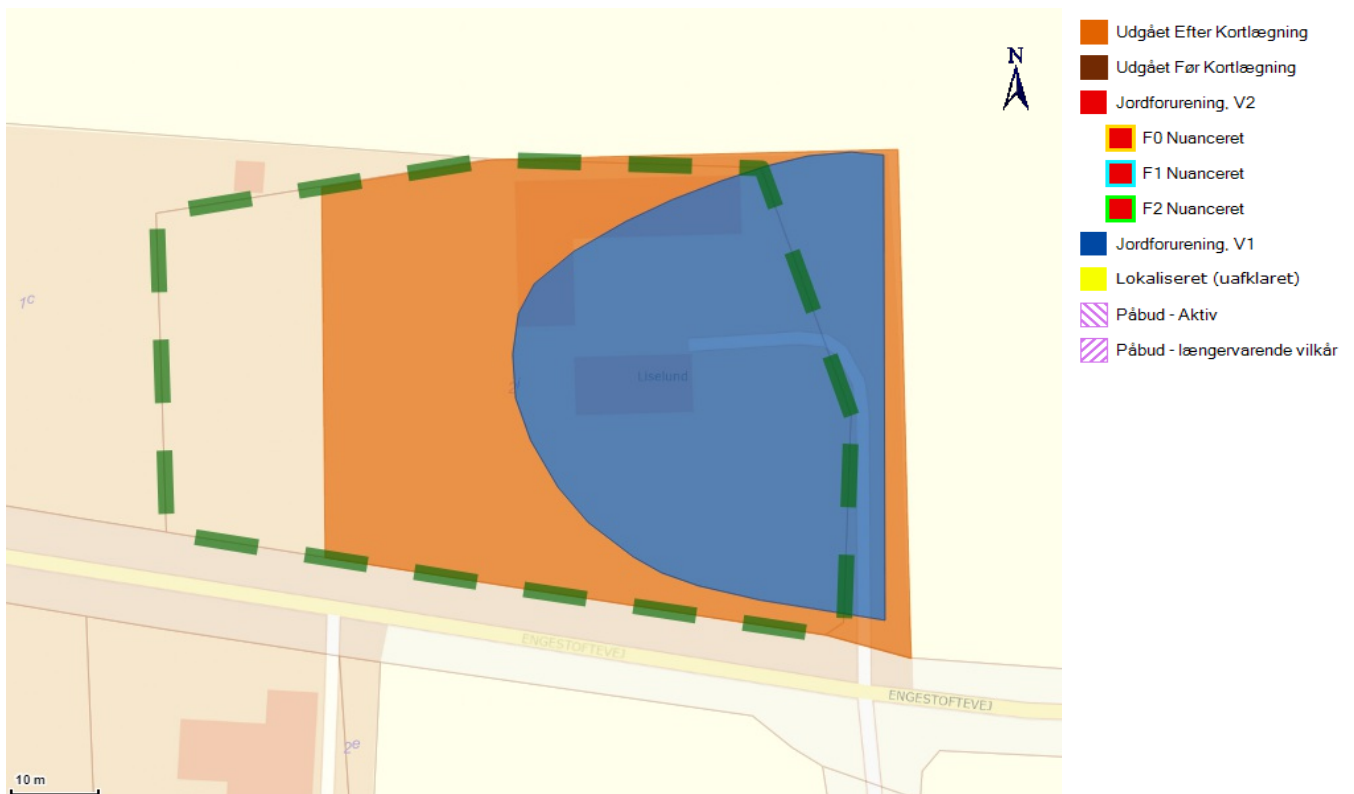 N
1c
Liselund
ENGESTOFTEVEJ
ENGESTOFTEVEJ
2e
10 m
Udgået Efter Kortlægning
Udgået Før Kortlægning
Jordforurening, V2
F0 Nuanceret
F1 Nuanceret
F2 Nuanceret
Jordforurening, V1
Lokaliseret (uafklaret)
Påbud - Aktiv
Påbud - længervarende vilkår